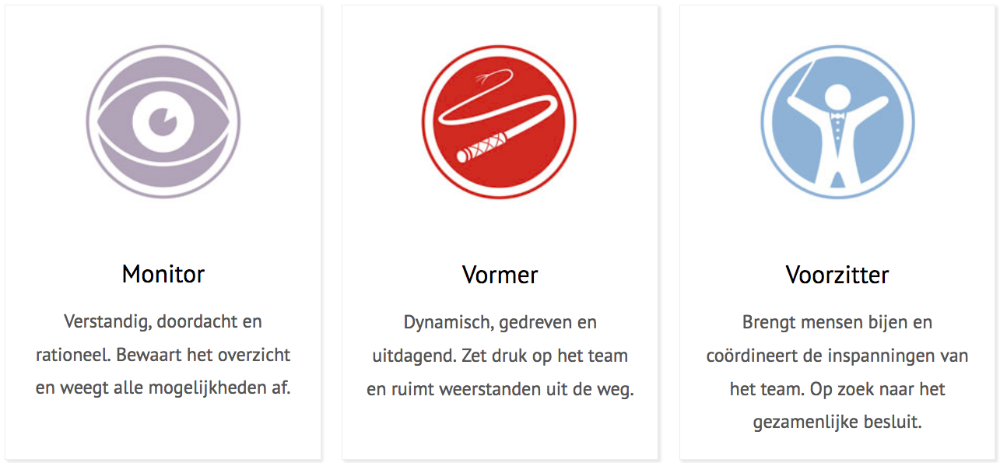 Monitor
Verstandig, doordacht en
rationeel. Bewaart het overzicht
en weegt alle mogelijkheden af.
Vormer
Dynamisch, gedreven en
uitdagend. Zet druk op het team
en ruimt weerstanden uit de weg.
Voorzitter
Brengt mensen bijen en
coördineert de inspanningen van
het team. Op zoek naar het
gezamenlijke besluit.